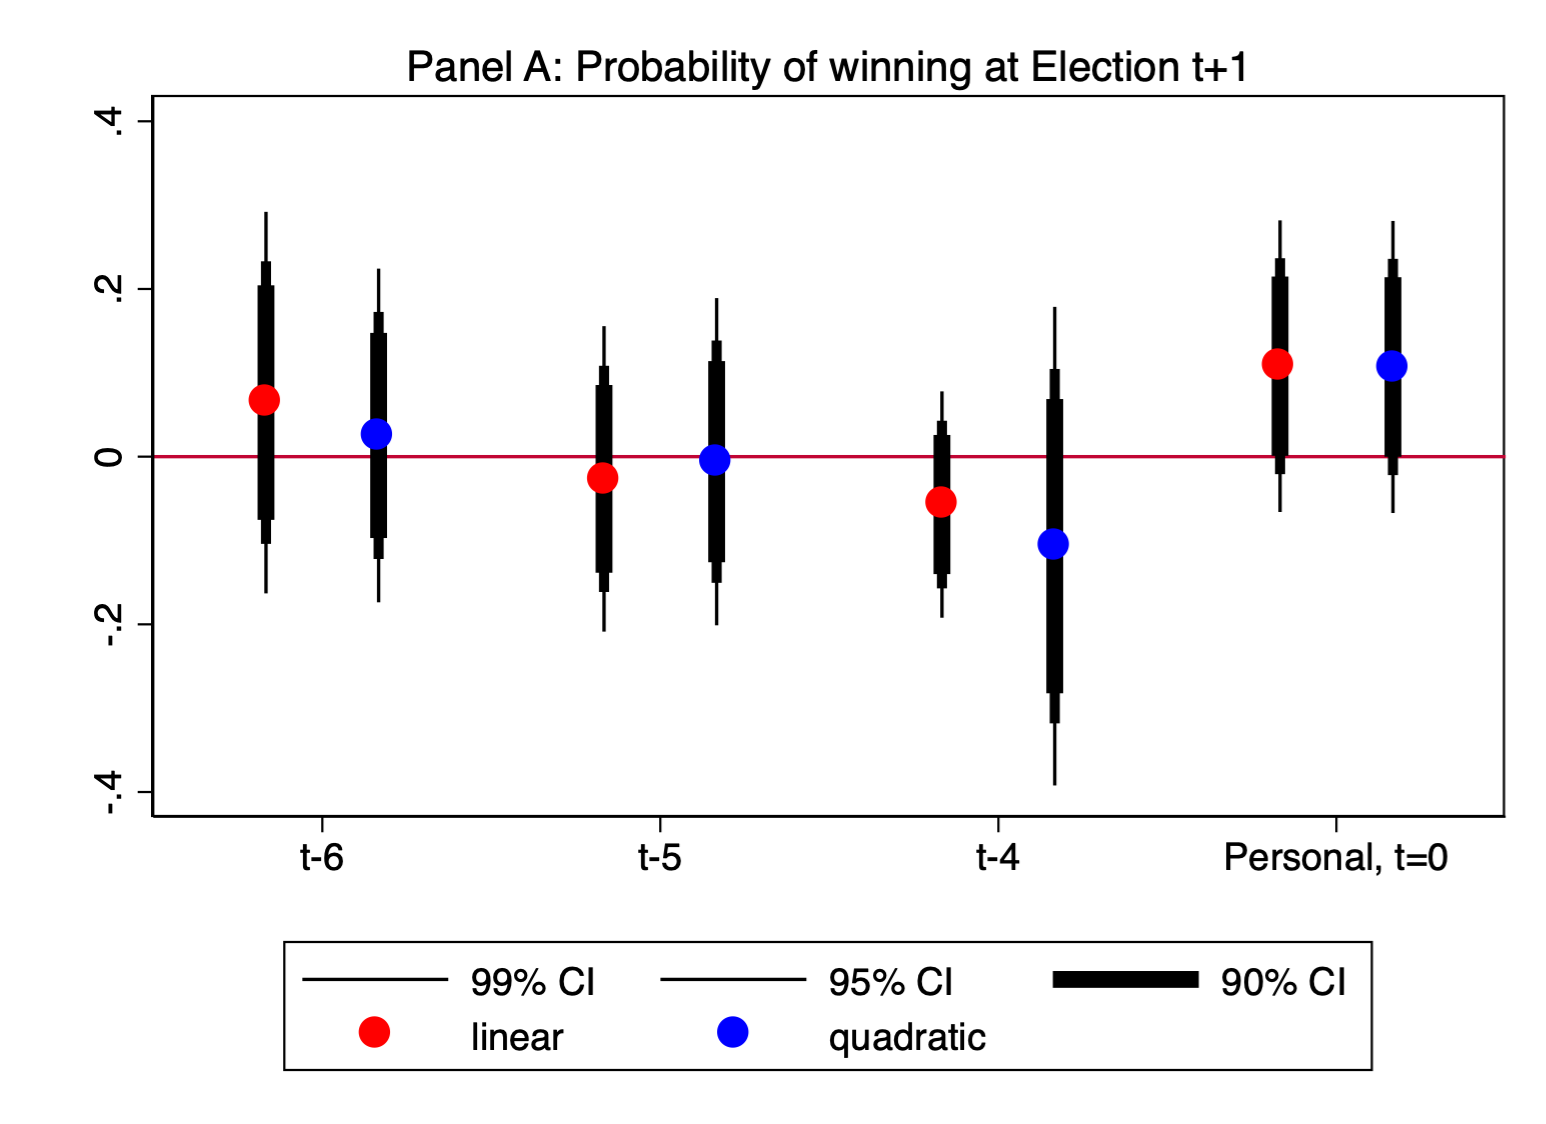 Panel A: Probability of winning at Election t+1
.4
.2
0
-.2
-.4
t-6 t-5 t-4 Personal, t=0
99% CI 95% CI 90% CI
linear quadratic